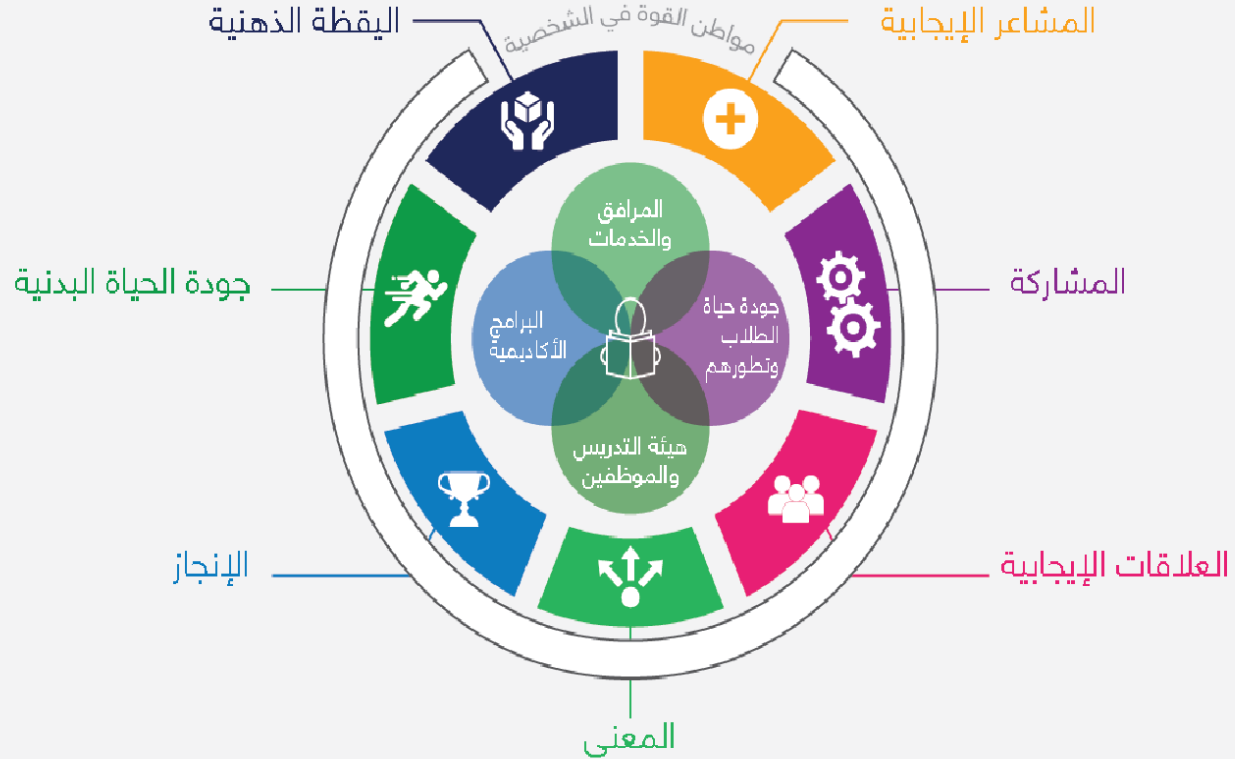 مواطن القوة في الشخصية
المشاعر الإيجابية
اليقظة الذهنية
المرافق
والخدمات
المشاركة
جودة الحياة البدنية
جودة حياة
الطلاب
وتطورهم
البرامج
الأكاديمية
هيئة التدريس
والموظفين
العلاقات الإيجابية
الإنجاز
المعنى